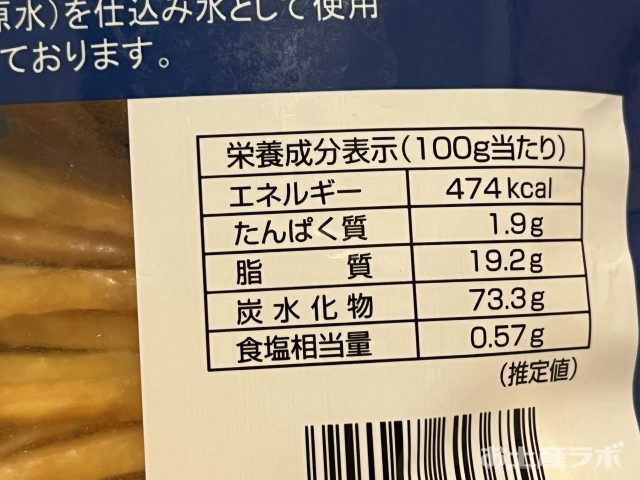 原水)を仕込み水として使用
ております。
栄養成分表示(100g当たり)
エネルギー 474kcal
たんぱく質 1.9g
脂質 19.2g
炭水化物 73.3g
食塩相当量 0.57g
(推定値)
お土産ラボ